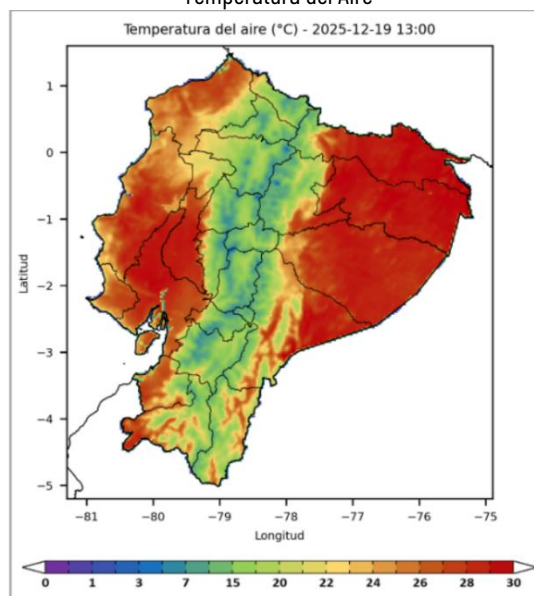 Temperatura del Aire
Temperatura del aire (°C) - 2025-12-19 13:00
Latitud
1
0
−1
−2
−3
−4
−5
−81 −80 −79 −78 −77 −76 −75
Longitud
0 1 3 7 15 20 22 24 26 28 30